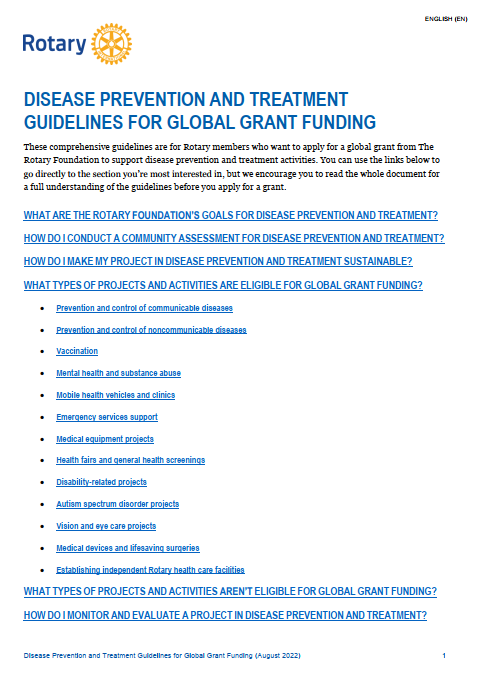 ENGLISH (EN)
Rotary
DISEASE PREVENTION AND TREATMENT
GUIDELINES FOR GLOBAL GRANT FUNDING
These comprehensive guidelines are for Rotary members who want to apply for a global grant from The
Rotary Foundation to support disease prevention and treatment activities. You can use the links below to
go directly to the section you're most interested in, but we encourage you to read the whole document for
a full understanding of the guidelines before you apply for a grant.
WHAT ARE THE ROTARY FOUNDATION'S GOALS FOR DISEASE PREVENTION AND TREATMENT?
HOW DO I CONDUCT A COMMUNITY ASSESSMENT FOR DISEASE PREVENTION AND TREATMENT?
HOW DO I MAKE MY PROJECT IN DISEASE PREVENTION AND TREATMENT SUSTAINABLE?
WHAT TYPES OF PROJECTS AND ACTIVITIES ARE ELIGIBLE FOR GLOBAL GRANT FUNDING?
• Prevention and control of communicable diseases
• Prevention and control of noncommunicable diseases
• Vaccination
• Mental health and substance abuse
• Mobile health vehicles and clinics
• Emergency services support
• Medical equipment projects
• Health fairs and general health screenings
• Disability-related projects
• Autism spectrum disorder projects
• Vision and eye care projects
• Medical devices and lifesaving surgeries
• Establishing independent Rotary health care facilities
WHAT TYPES OF PROJECTS AND ACTIVITIES AREN'T ELIGIBLE FOR GLOBAL GRANT FUNDING?
HOW DO I MONITOR AND EVALUATE A PROJECT IN DISEASE PREVENTION AND TREATMENT?
Disease Prevention and Treatment Guidelines for Global Grant Funding (August 2022) 1